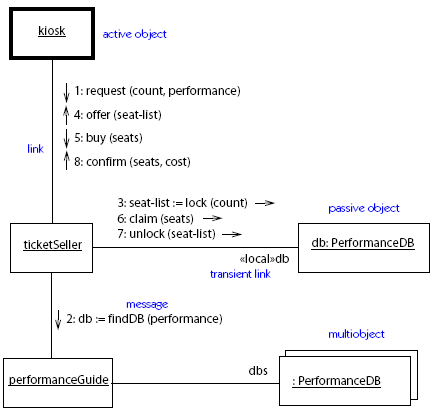 kiosk
active object
1: request (count, performance)
4: offer (seat-list)
5: buy (seats)
link
8: confirm (seats, cost)
3: seat-list := lock (count)
passive object
6: claim (seats)
7: unlock (seat-list)
ticketSeller
db: PerformanceDB
«local»db
transient link
message
2: db := findDB (performance)
multiobject
performanceGuide
dbs
: PerformanceDB